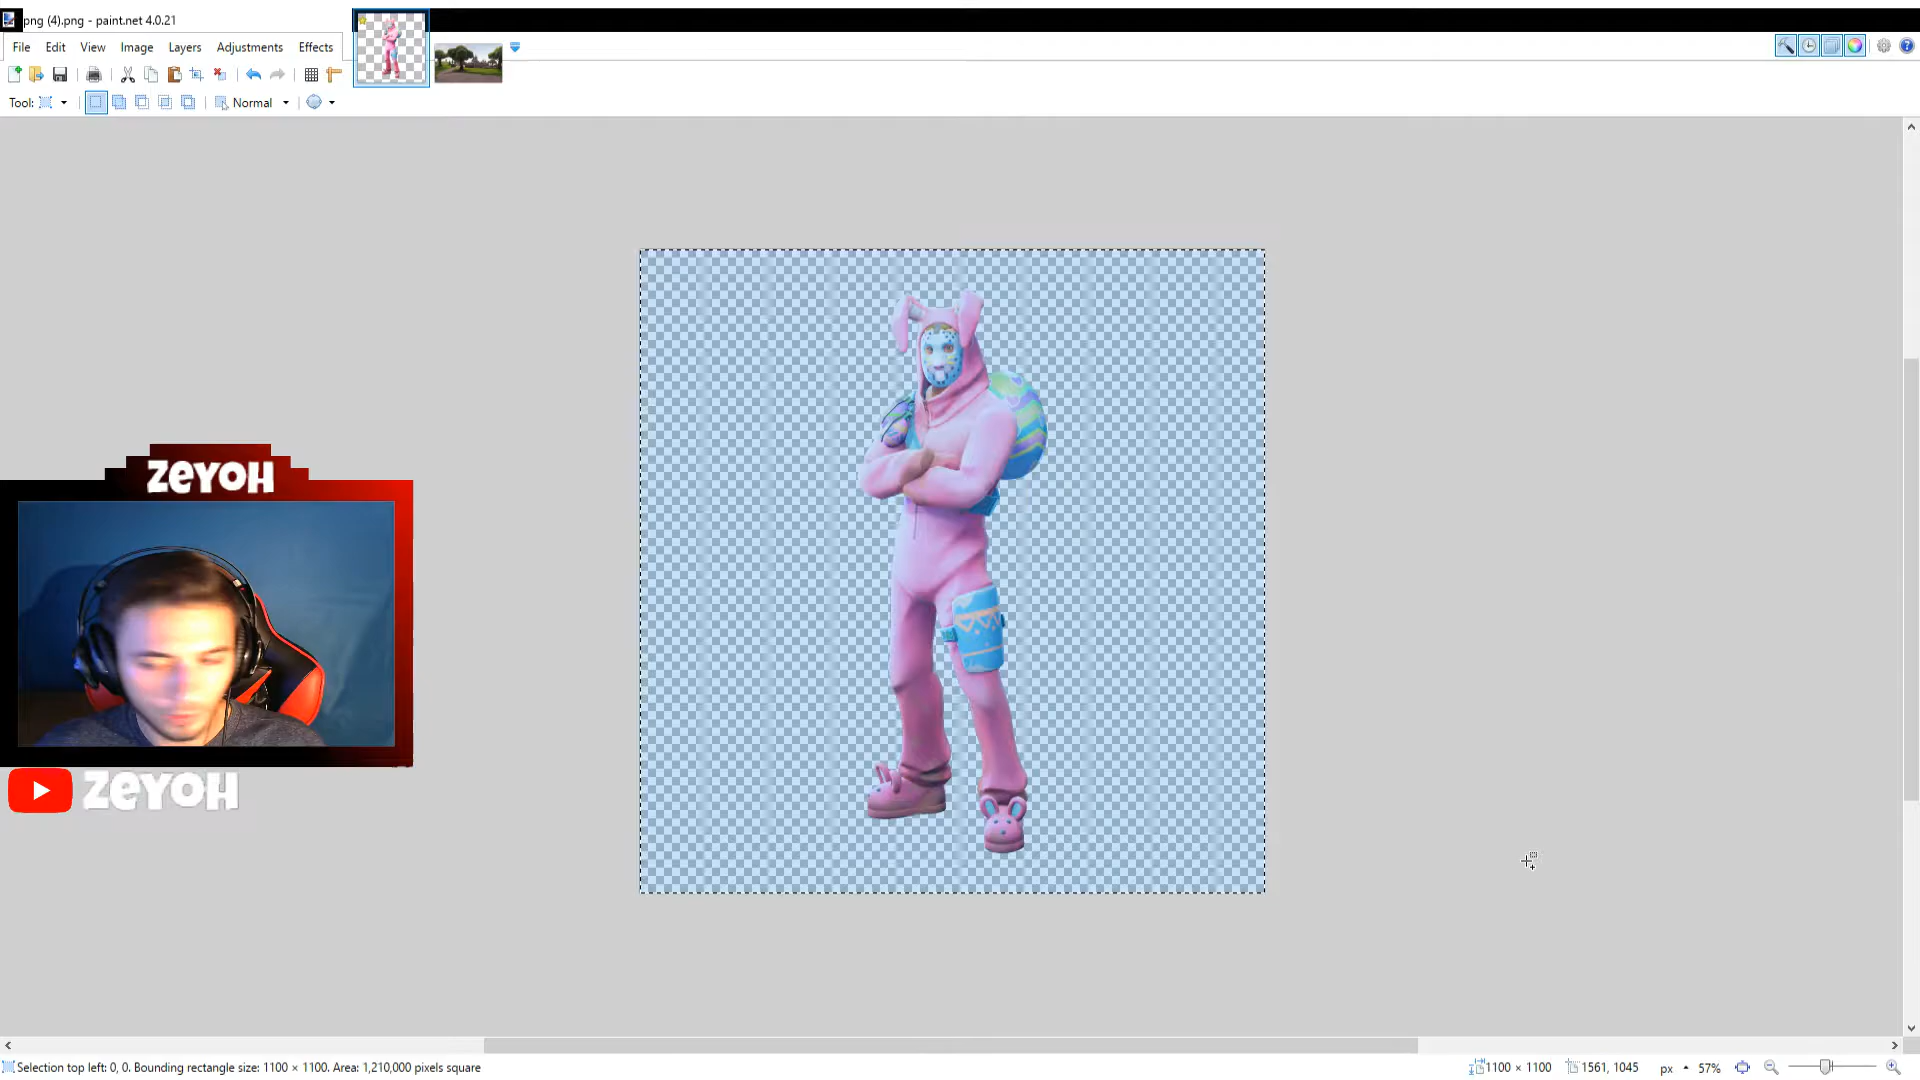 png (4).png - paint.net 4.0.21
File Edit View Image Layers Adjustments Effects
Tool: Normal
ZEYOH
ZEYOH
Selection top left: 0, 0. Bounding rectangle size: 1100 × 1100. Area: 1,210,000 pixels square
1100 × 1100 1561, 1045 px 57%